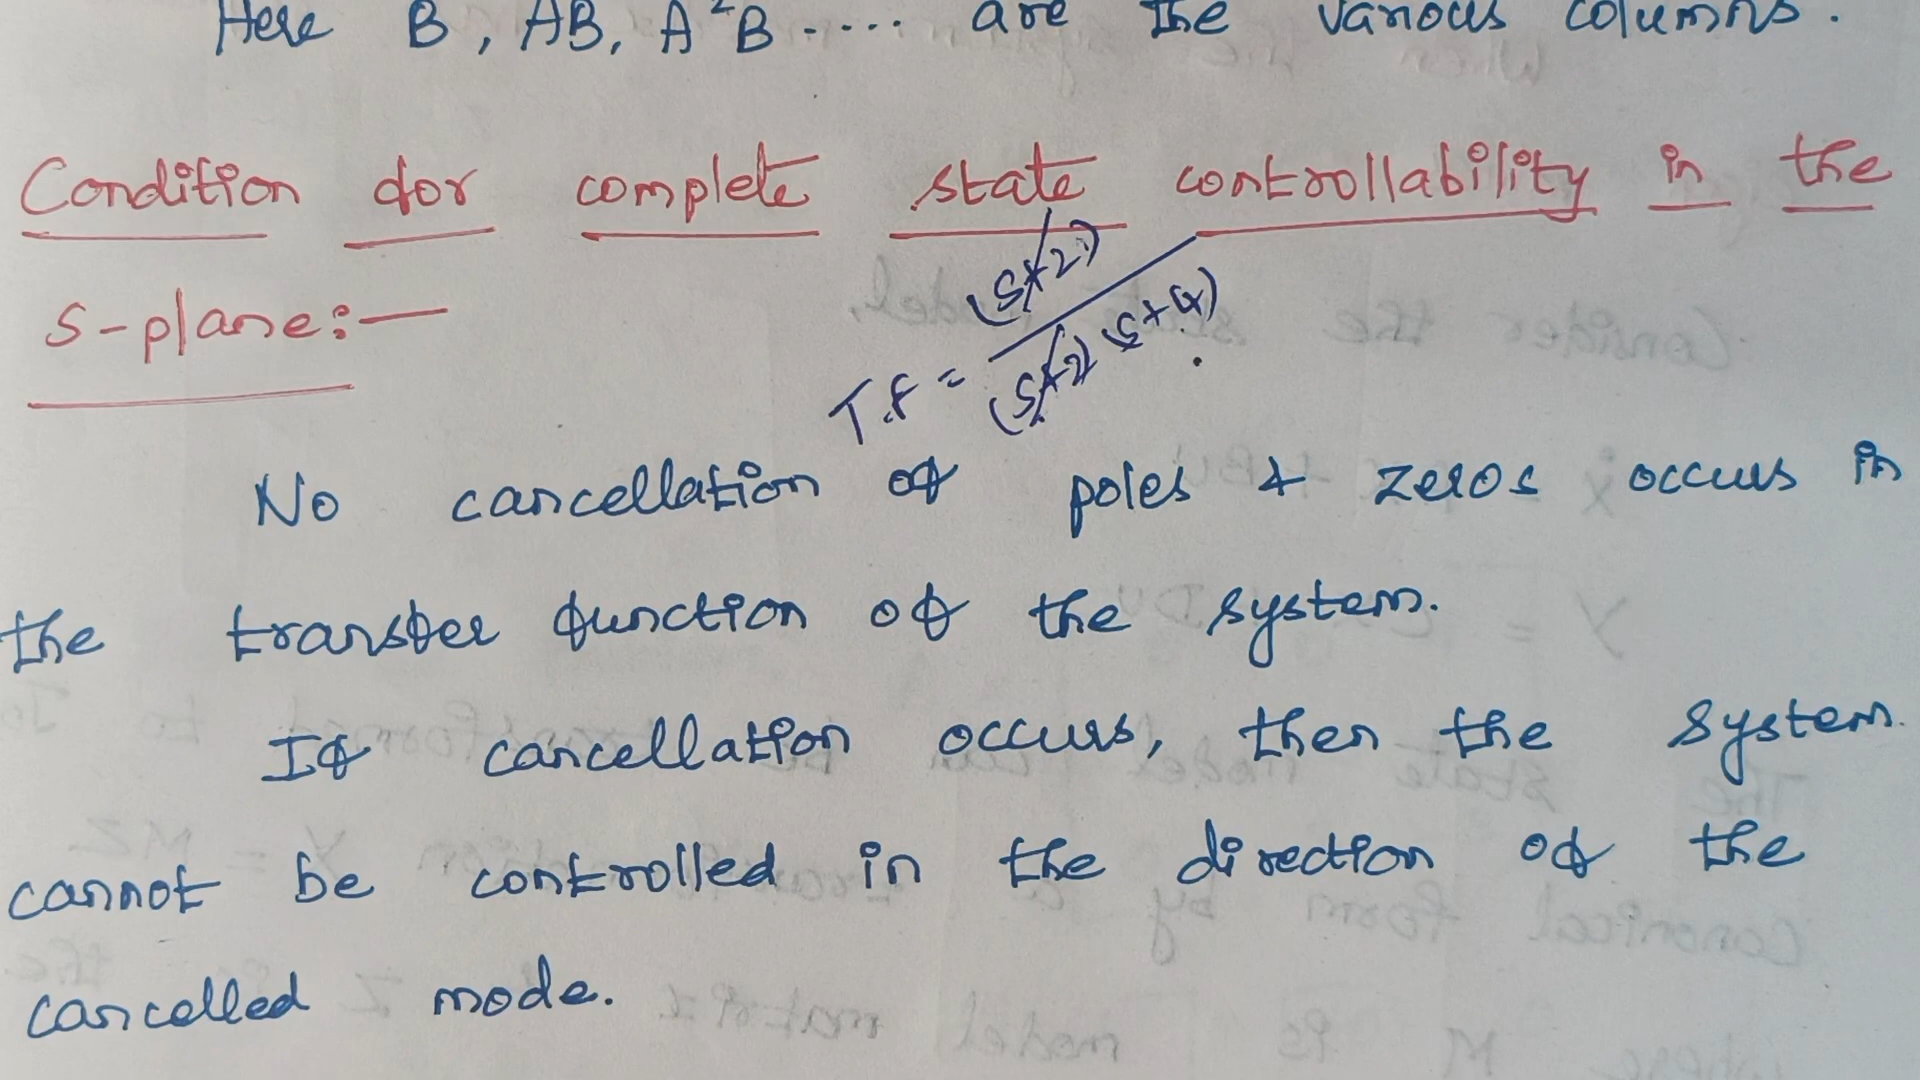 Here B, AB, A²B .... are the various columns.
Condition for complete state controllability in the
s-plane:-
T.F = (s+2) / (s+2) (s+4)
No cancellation of poles & zeros occurs in
the transfer function of the system.
If cancellation occurs, then the system
cannot be controlled in the direction of the
cancelled mode.